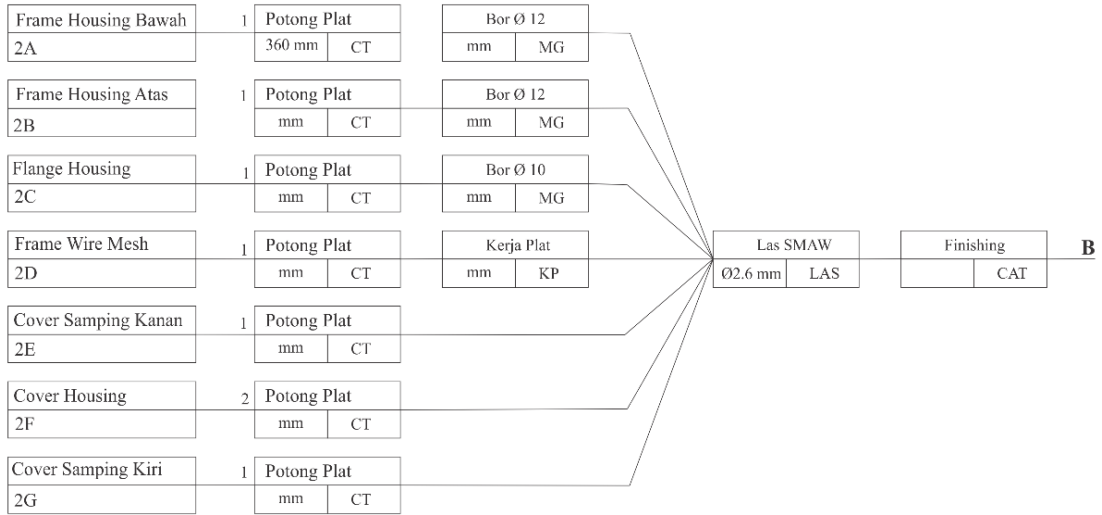 Frame Housing Bawah
2A
1
Potong Plat
360 mm CT
Bor Ø 12
mm MG
Frame Housing Atas
2B
1
Potong Plat
mm CT
Bor Ø 12
mm MG
Flange Housing
2C
1
Potong Plat
mm CT
Bor Ø 10
mm MG
Frame Wire Mesh
2D
1
Potong Plat
mm CT
Kerja Plat
mm KP
Las SMAW
Ø2.6 mm LAS
Finishing
CAT
B
Cover Samping Kanan
2E
1
Potong Plat
mm CT
Cover Housing
2F
2
Potong Plat
mm CT
Cover Samping Kiri
2G
1
Potong Plat
mm CT